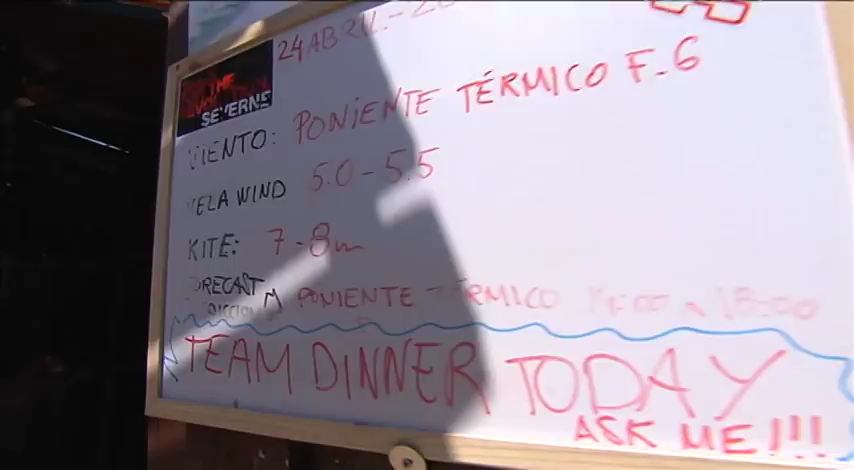 24 ABRIL.-
SEVERNE
VIENTO: PONIENTE TÉRMICO F-6
VELA WIND 5.0-5.5
KITE: 7-8m
FORECAST PONIENTE TÉRMICO
TEAM DINNER TODAY
ASK ME!!!